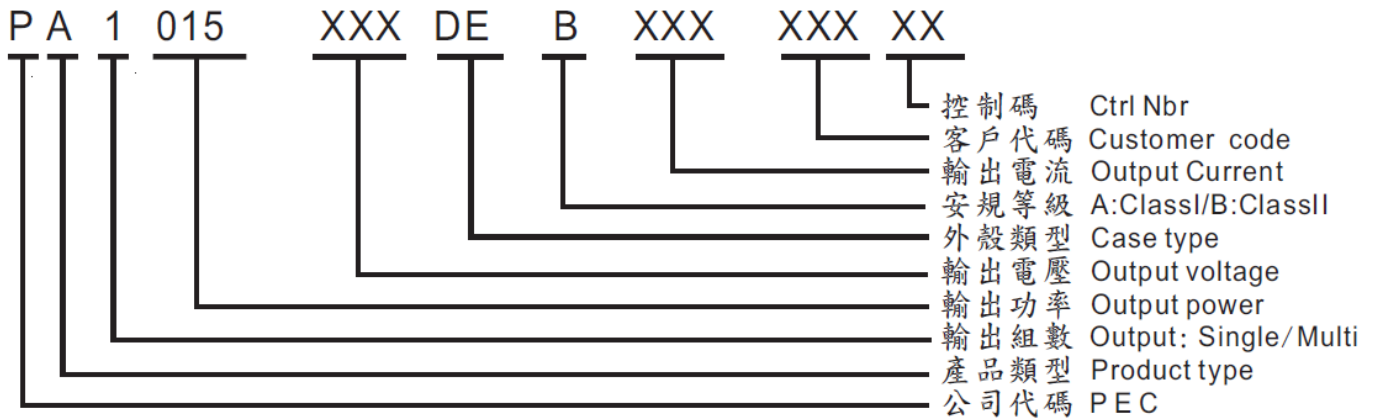 P A 1 015 XXX DE B XXX XXX XX
控制碼 Ctrl Nbr
客戶代碼 Customer code
輸出電流 Output Current
安規等級 A:ClassI/B:ClassII
外殼類型 Case type
輸出電壓 Output voltage
輸出功率 Output power
輸出組數 Output: Single/Multi
產品類型 Product type
公司代碼 PEC